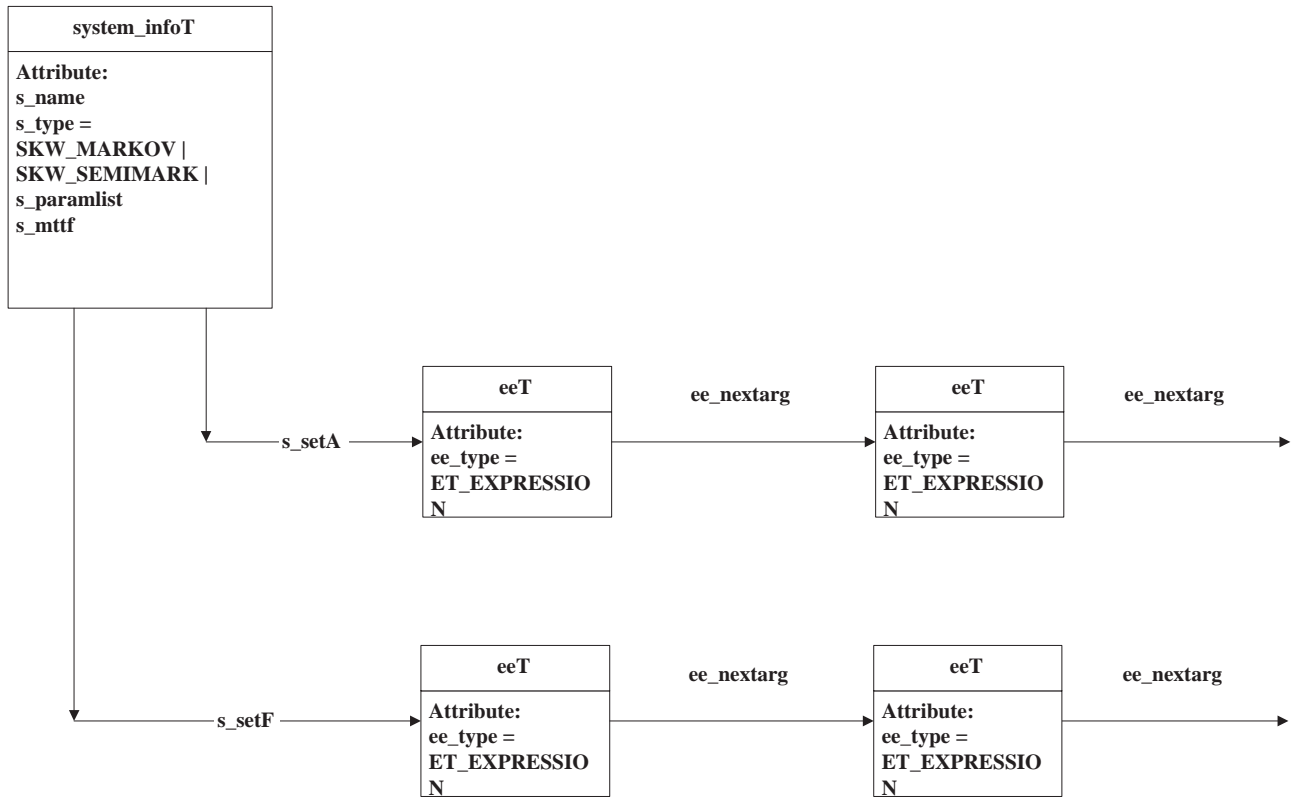 system_infoT
Attribute:
s_name
s_type =
SKW_MARKOV |
SKW_SEMIMARK |
s_paramlist
s_mttf
s_setA
eeT
Attribute:
ee_type =
ET_EXPRESSIO
N
ee_nextarg
eeT
Attribute:
ee_type =
ET_EXPRESSIO
N
ee_nextarg
s_setF
eeT
Attribute:
ee_type =
ET_EXPRESSIO
N
ee_nextarg
eeT
Attribute:
ee_type =
ET_EXPRESSIO
N
ee_nextarg